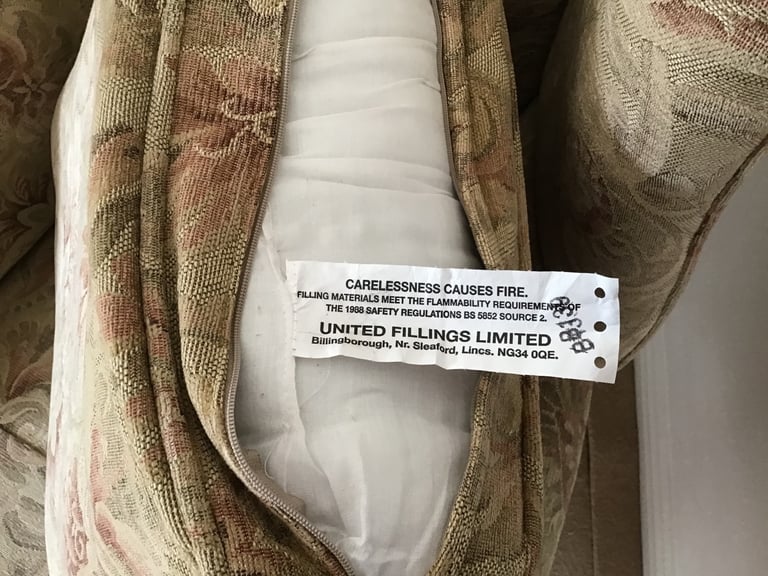 CARELESSNESS CAUSES FIRE.
FILLING MATERIALS MEET THE FLAMMABILITY REQUIREMENTS OF
THE 1988 SAFETY REGULATIONS BS 5852 SOURCE 2.
UNITED FILLINGS LIMITED
Billingborough, Nr. Sleaford, Lincs. NG34 0QE.